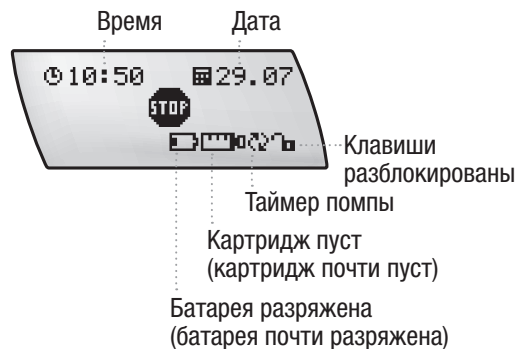 Время Дата
10:50 29.07
STOP
Клавиши
разблокированы
Таймер помпы
Картридж пуст
(картридж почти пуст)
Батарея разряжена
(батарея почти разряжена)